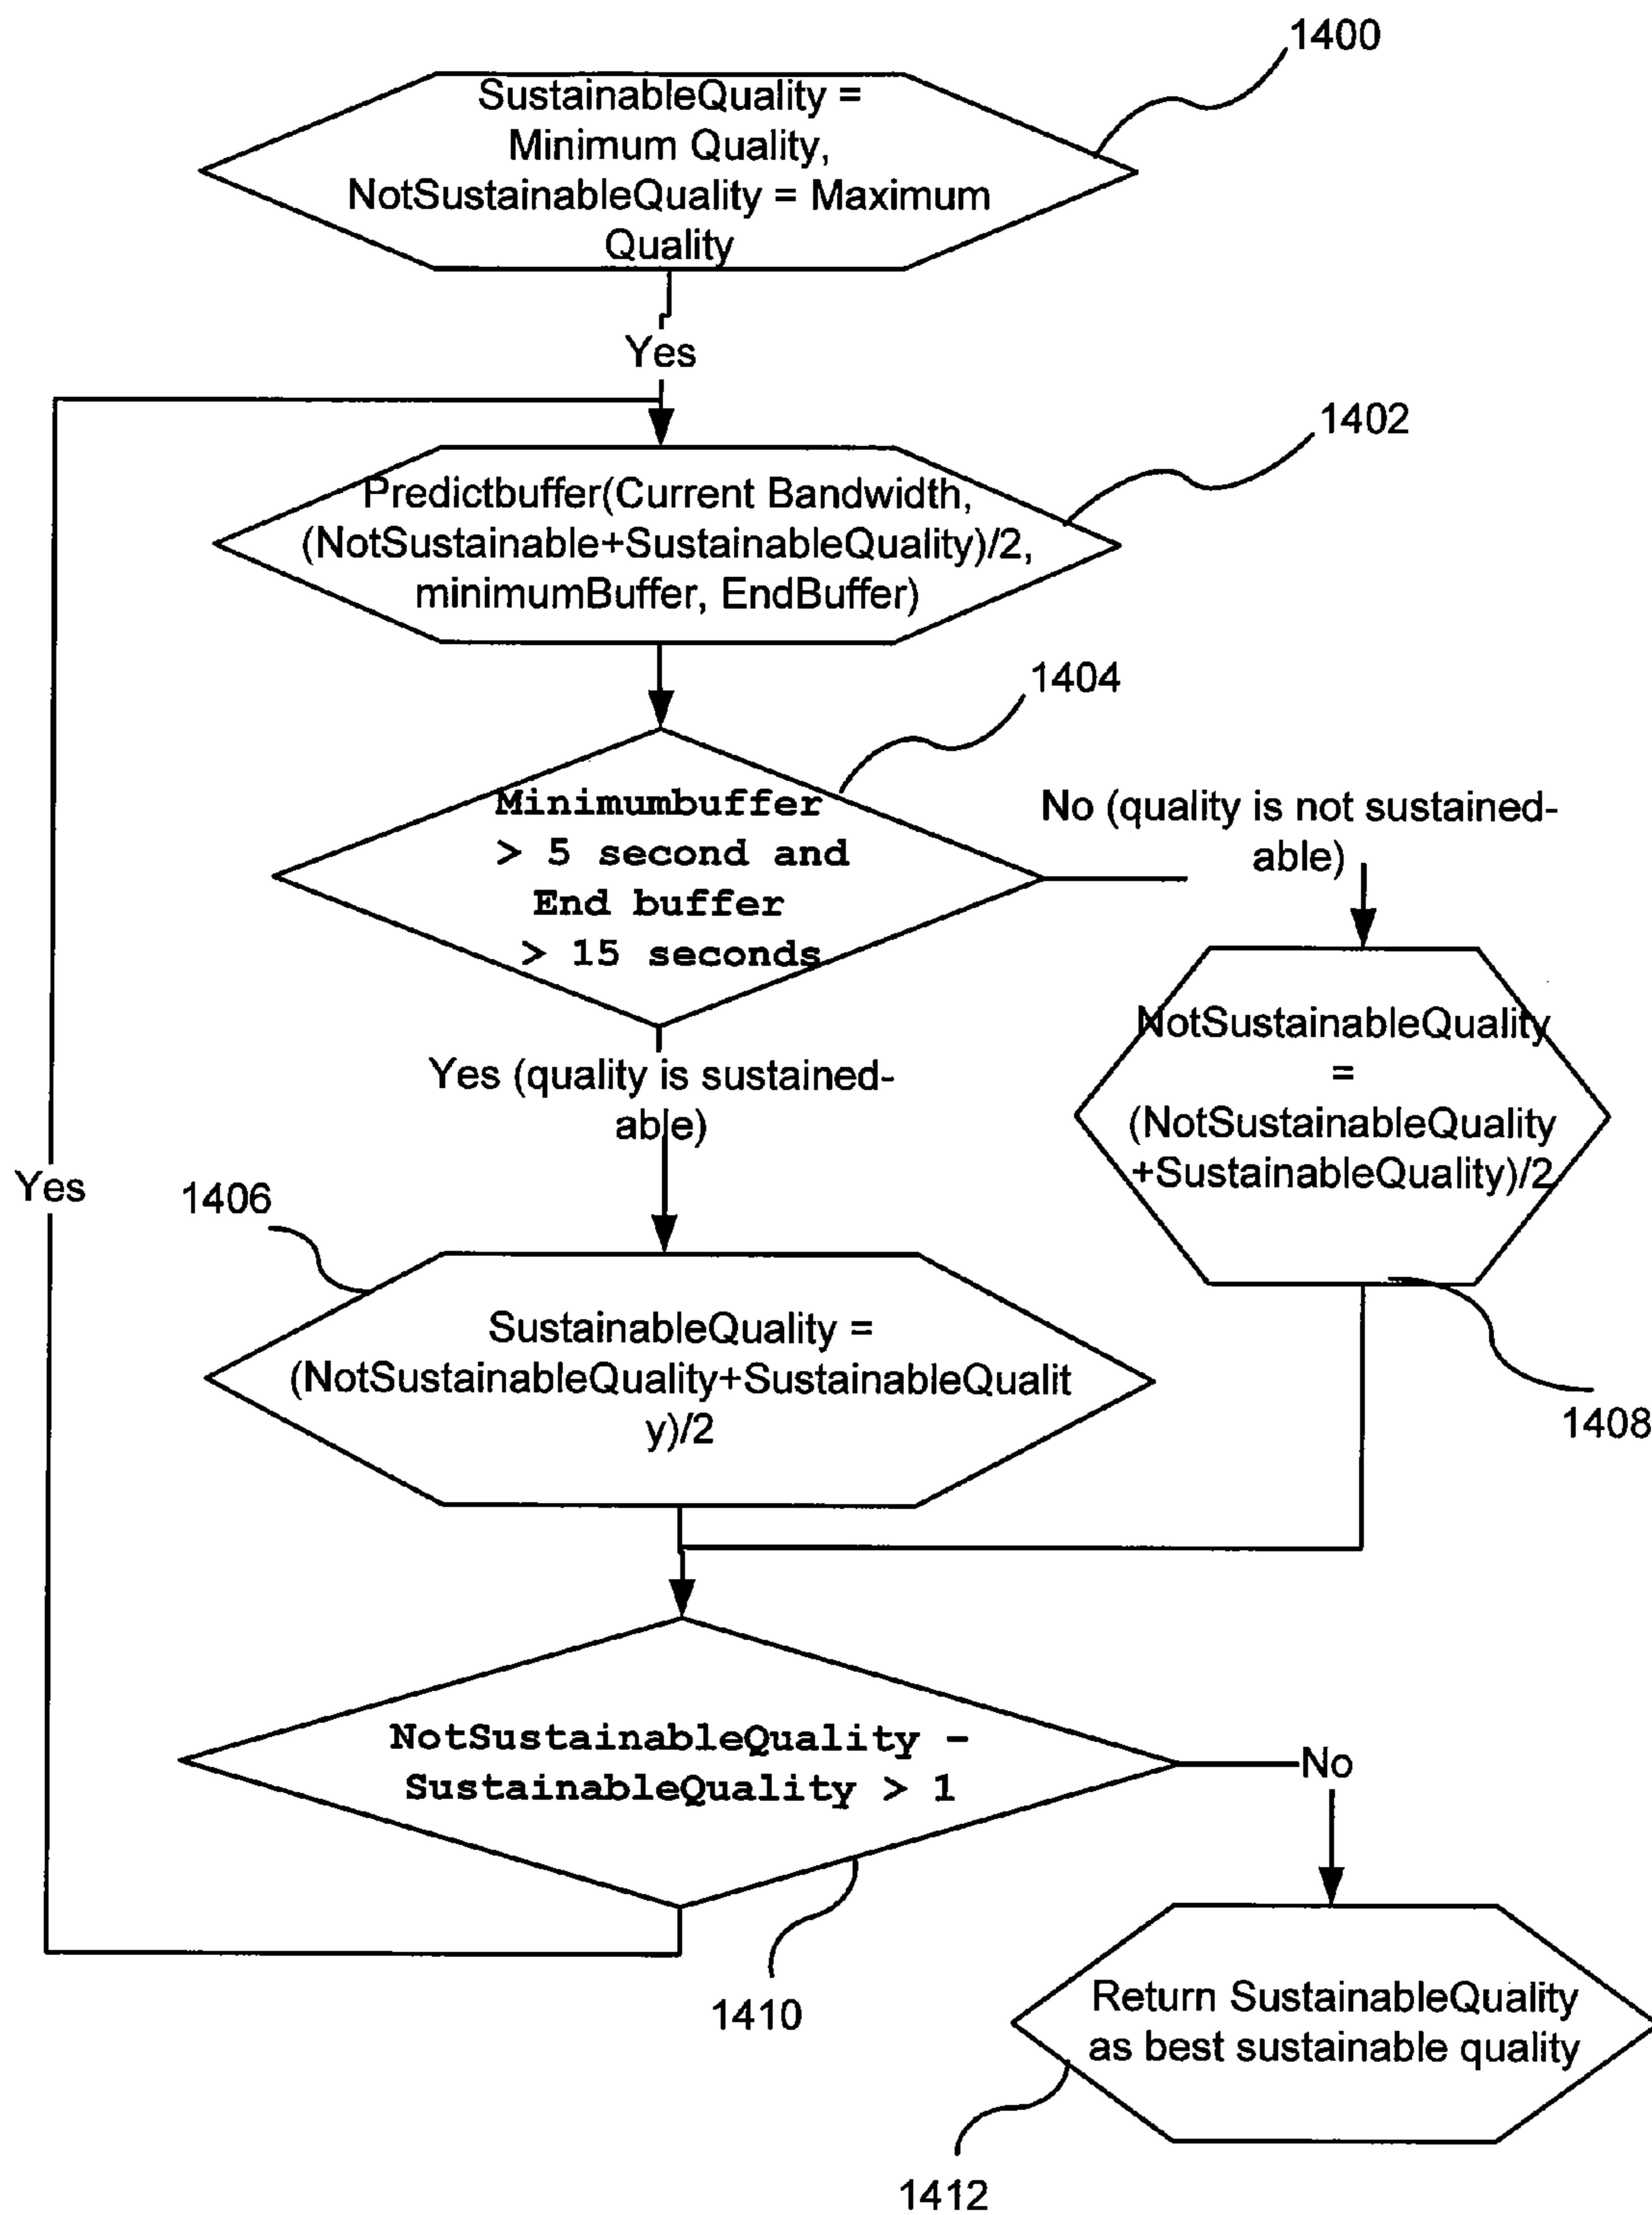 1400
SustainableQuality =
Minimum Quality,
NotSustainableQuality = Maximum
Quality
Yes
1402
Predictbuffer(Current Bandwidth,
(NotSustainable+SustainableQuality)/2,
minimumBuffer, EndBuffer)
1404
Minimumbuffer
> 5 second and
End buffer
> 15 seconds
No (quality is not sustained-
able)
NotSustainableQuality
=
(NotSustainableQuality
+SustainableQuality)/2
Yes (quality is sustained-
able)
Yes
1406
SustainableQuality =
(NotSustainableQuality+SustainableQualit
y)/2
1408
NotSustainableQuality -
SustainableQuality > 1
No
1410
Return SustainableQuality
as best sustainable quality
1412